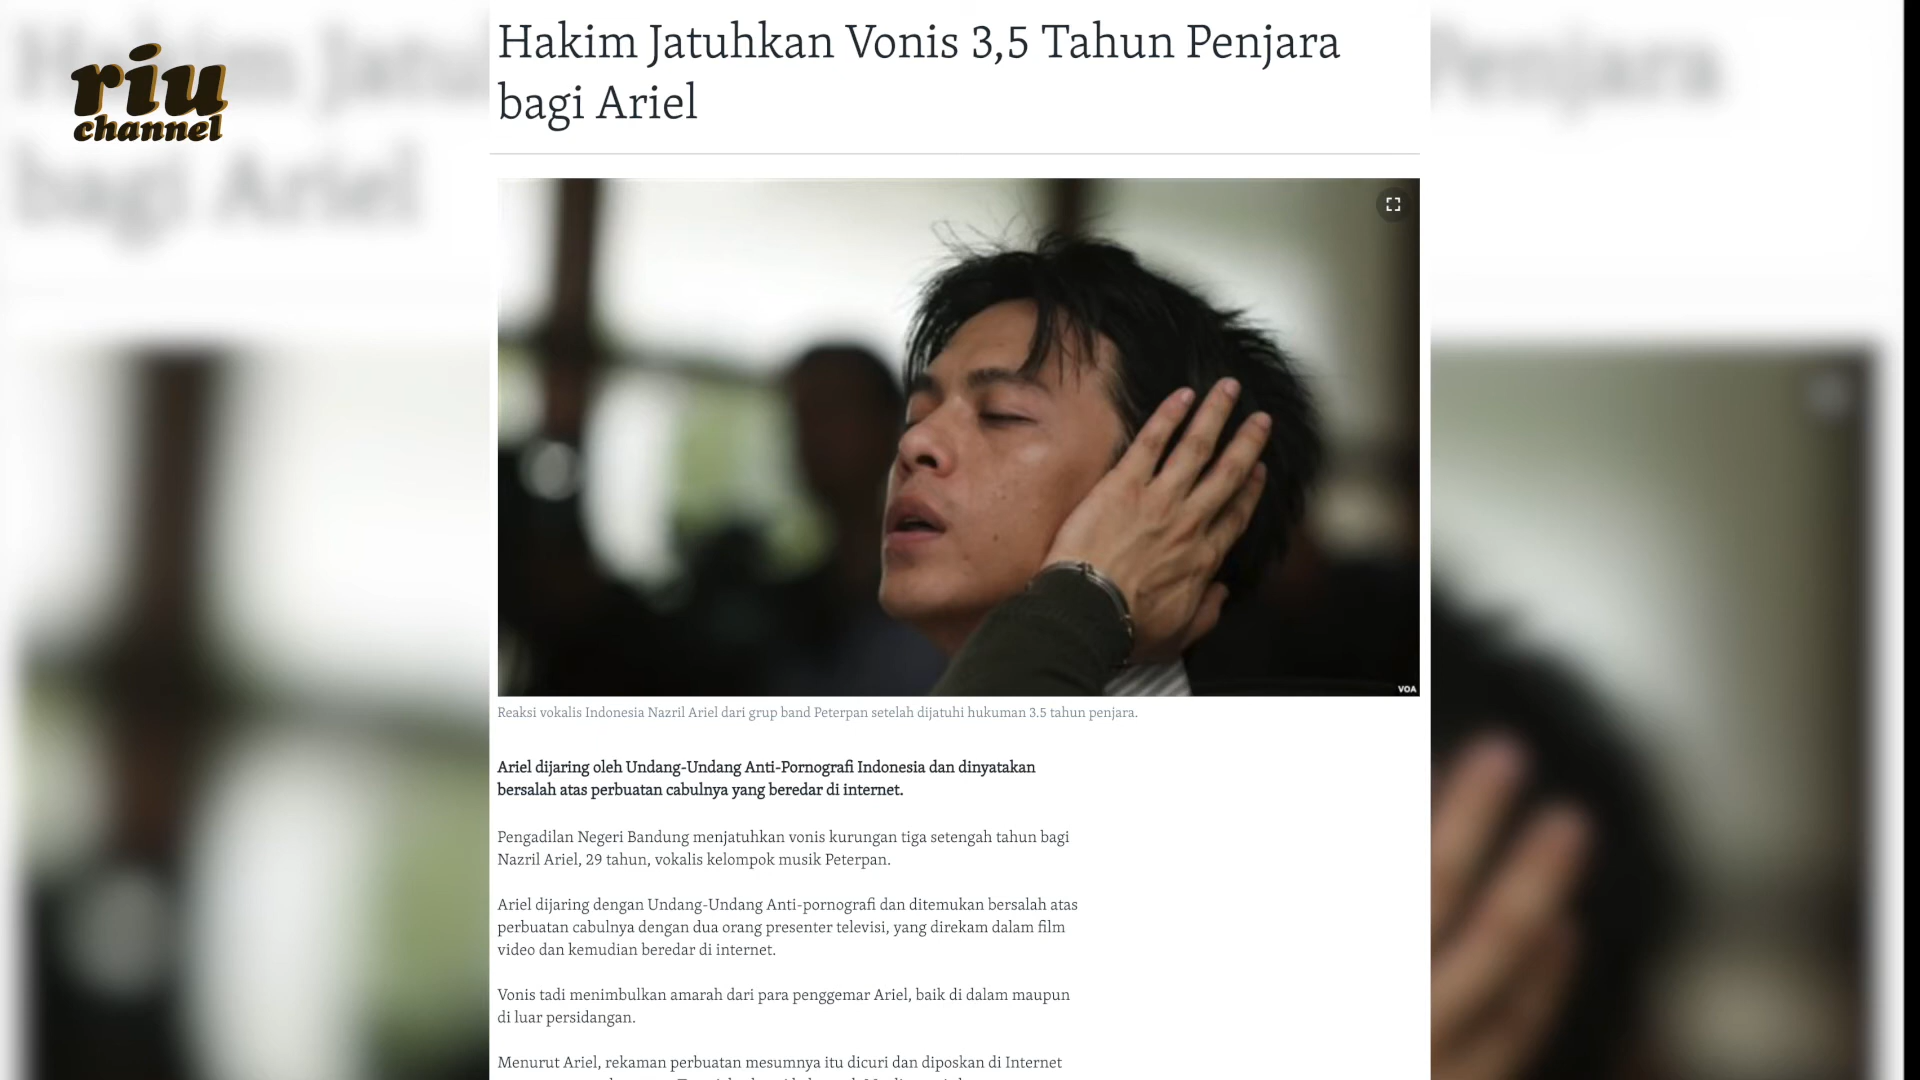 riu
channel
Hakim Jatuhkan Vonis 3,5 Tahun Penjara
bagi Ariel
VOA
Reaksi vokalis Indonesia Nazril Ariel dari grup band Peterpan setelah dijatuhi hukuman 3.5 tahun penjara.
Ariel dijaring oleh Undang-Undang Anti-Pornografi Indonesia dan dinyatakan
bersalah atas perbuatan cabulnya yang beredar di internet.
Pengadilan Negeri Bandung menjatuhkan vonis kurungan tiga setengah tahun bagi
Nazril Ariel, 29 tahun, vokalis kelompok musik Peterpan.
Ariel dijaring dengan Undang-Undang Anti-pornografi dan ditemukan bersalah atas
perbuatan cabulnya dengan dua orang presenter televisi, yang direkam dalam film
video dan kemudian beredar di internet.
Vonis tadi menimbulkan amarah dari para penggemar Ariel, baik di dalam maupun
di luar persidangan.
Menurut Ariel, rekaman perbuatan mesumnya itu dicuri dan diposkan di Internet